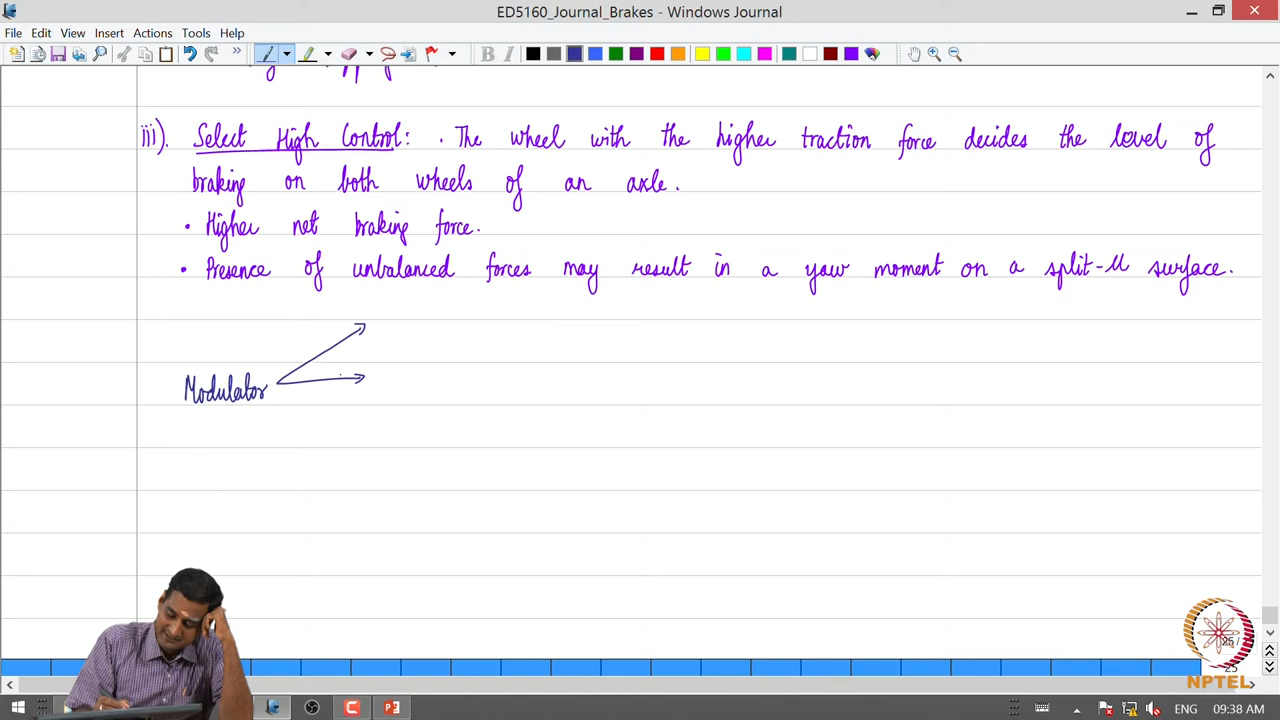 ED5160_Journal_Brakes - Windows Journal
File Edit View Insert Actions Tools Help
iii). Select High Control: · The wheel with the higher traction force decides the level of
braking on both wheels of an axle.
· Higher net braking force.
· Presence of unbalanced forces may result in a yaw moment on a split-μ surface.
Modulator
25 /
25
NPTEL
ENG 09:38 AM